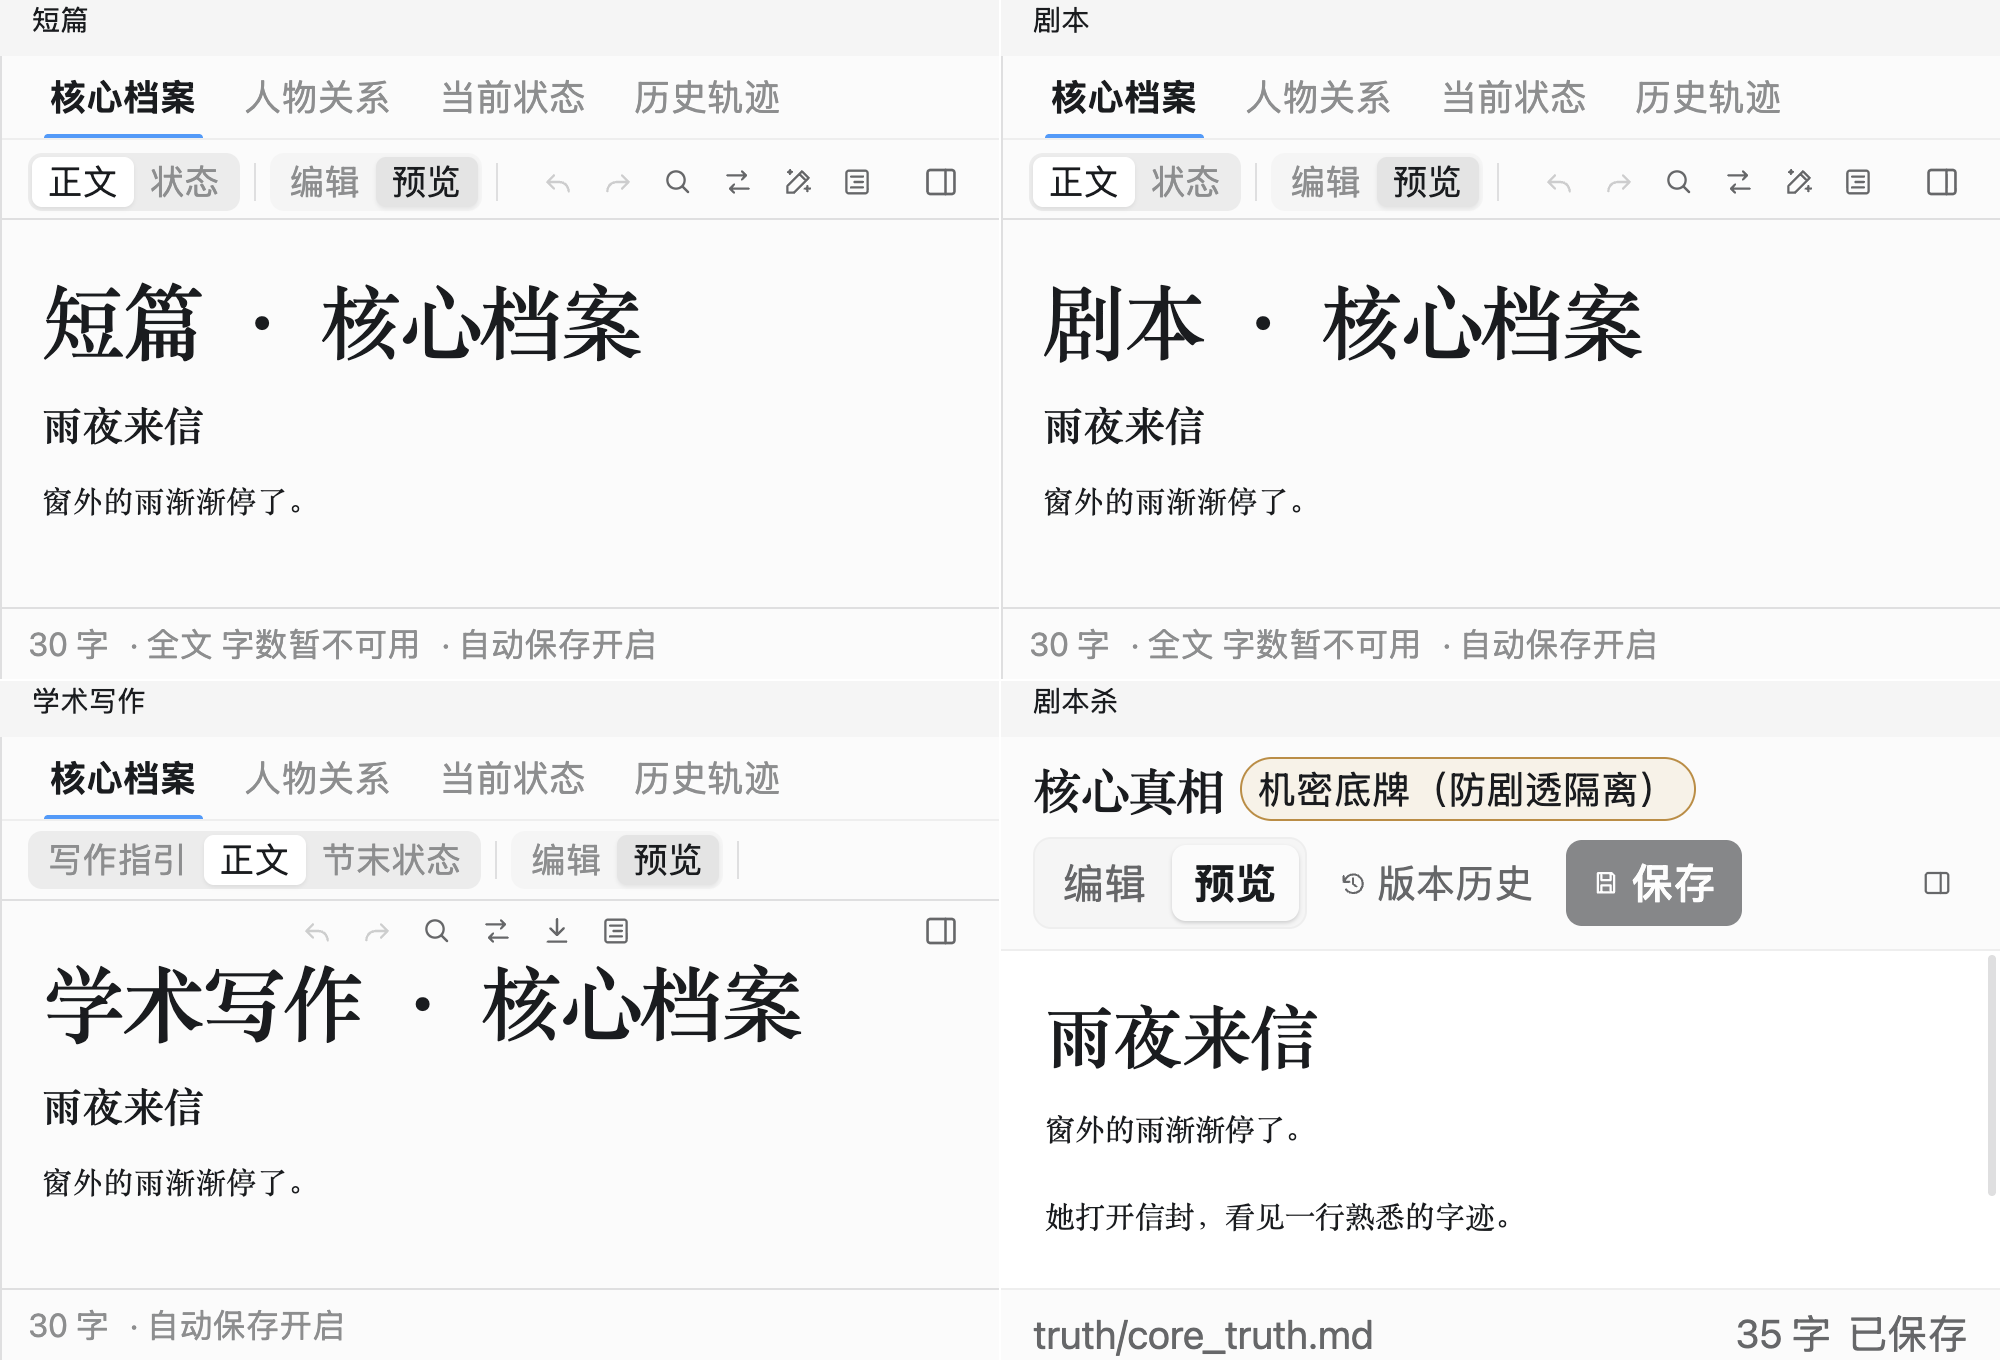 短篇
核心档案 人物关系 当前状态 历史轨迹
正文 状态 编辑 预览
短篇 · 核心档案
雨夜来信
窗外的雨渐渐停了。
30 字 · 全文 字数暂不可用 · 自动保存开启
剧本
核心档案 人物关系 当前状态 历史轨迹
正文 状态 编辑 预览
剧本 · 核心档案
雨夜来信
窗外的雨渐渐停了。
30 字 · 全文 字数暂不可用 · 自动保存开启
学术写作
核心档案 人物关系 当前状态 历史轨迹
写作指引 正文 节末状态 编辑 预览
学术写作 · 核心档案
雨夜来信
窗外的雨渐渐停了。
30 字 · 自动保存开启
剧本杀
核心真相 机密底牌（防剧透隔离）
编辑 预览 版本历史 保存
雨夜来信
窗外的雨渐渐停了。
她打开信封，看见一行熟悉的字迹。
truth/core_truth.md 35 字 已保存